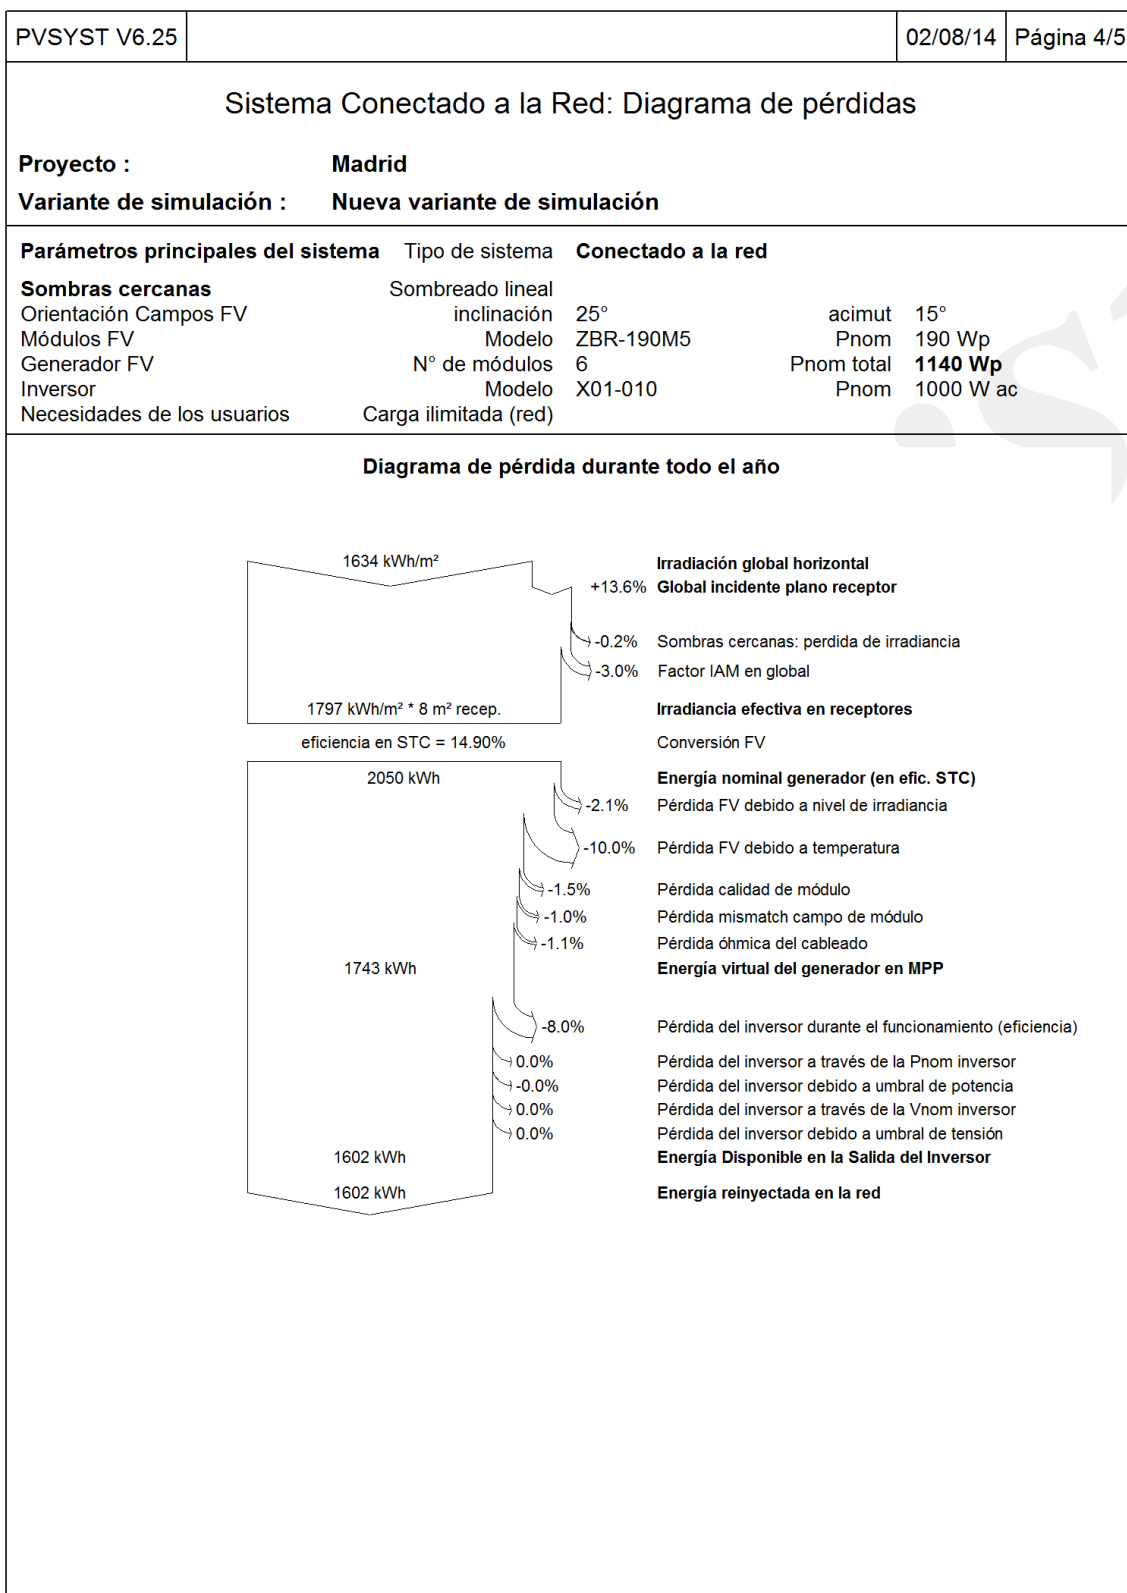 PVSYST V6.25 02/08/14 Página 4/5
Sistema Conectado a la Red: Diagrama de pérdidas
Proyecto : Madrid
Variante de simulación : Nueva variante de simulación
Parámetros principales del sistema Tipo de sistema Conectado a la red
Sombras cercanas Sombreado lineal
Orientación Campos FV inclinación 25° acimut 15°
Módulos FV Modelo ZBR-190M5 Pnom 190 Wp
Generador FV N° de módulos 6 Pnom total 1140 Wp
Inversor Modelo X01-010 Pnom 1000 W ac
Necesidades de los usuarios Carga ilimitada (red)
Diagrama de pérdida durante todo el año
1634 kWh/m² Irradiación global horizontal
+13.6% Global incidente plano receptor
-0.2% Sombras cercanas: perdida de irradiancia
-3.0% Factor IAM en global
1797 kWh/m² * 8 m² recep. Irradiancia efectiva en receptores
eficiencia en STC = 14.90% Conversión FV
2050 kWh Energía nominal generador (en efic. STC)
-2.1% Pérdida FV debido a nivel de irradiancia
-10.0% Pérdida FV debido a temperatura
-1.5% Pérdida calidad de módulo
-1.0% Pérdida mismatch campo de módulo
-1.1% Pérdida óhmica del cableado
1743 kWh Energía virtual del generador en MPP
-8.0% Pérdida del inversor durante el funcionamiento (eficiencia)
0.0% Pérdida del inversor a través de la Pnom inversor
-0.0% Pérdida del inversor debido a umbral de potencia
0.0% Pérdida del inversor a través de la Vnom inversor
0.0% Pérdida del inversor debido a umbral de tensión
1602 kWh Energía Disponible en la Salida del Inversor
1602 kWh Energía reinyectada en la red